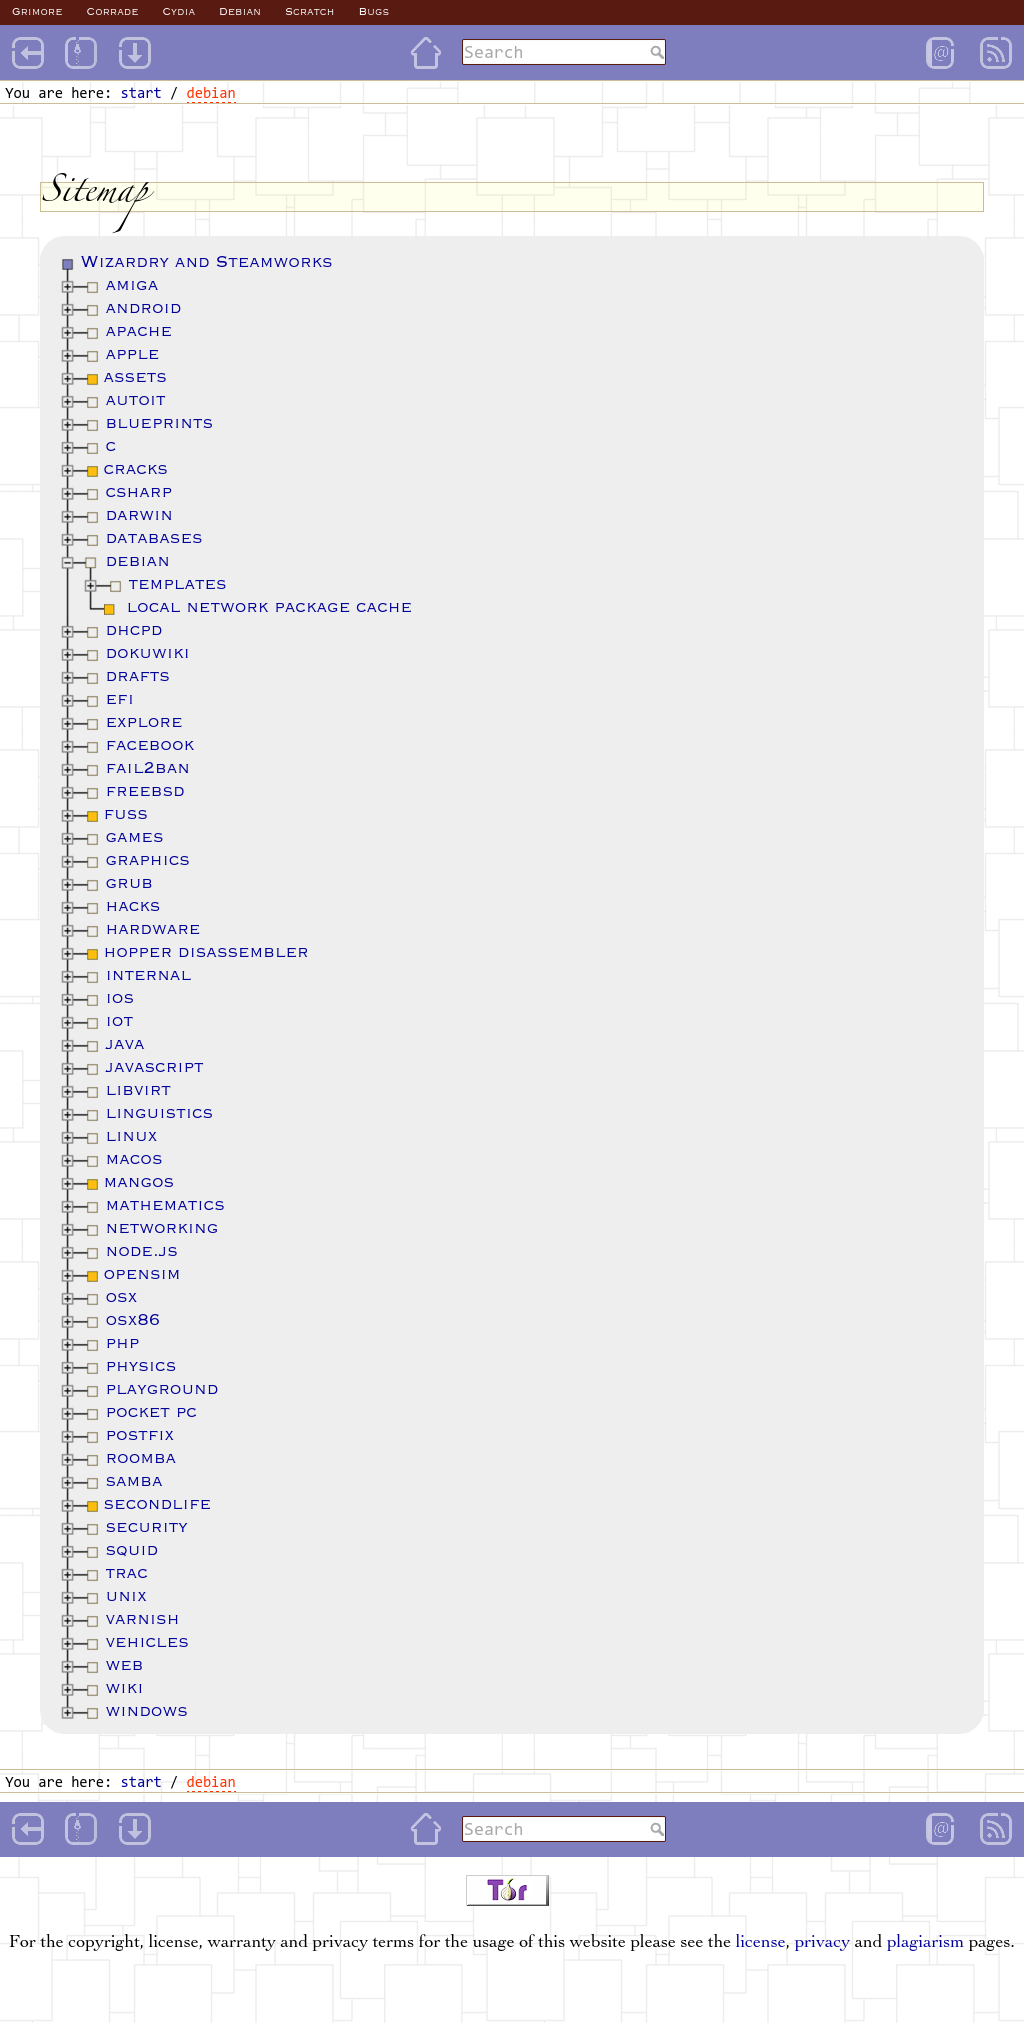 Grimore Corrade Cydia Debian Scratch Bugs
Search
You are here: start / debian
Sitemap
Wizardry and Steamworks
amiga
android
apache
apple
assets
autoit
blueprints
c
cracks
csharp
darwin
databases
debian
templates
local network package cache
dhcpd
dokuwiki
drafts
efi
explore
facebook
fail2ban
freebsd
fuss
games
graphics
grub
hacks
hardware
hopper disassembler
internal
ios
iot
java
javascript
libvirt
linguistics
linux
macos
mangos
mathematics
networking
node.js
opensim
osx
osx86
php
physics
playground
pocket pc
postfix
roomba
samba
secondlife
security
squid
trac
unix
varnish
vehicles
web
wiki
windows
You are here: start / debian
Search
Tor
For the copyright, license, warranty and privacy terms for the usage of this website please see the license, privacy and plagiarism pages.